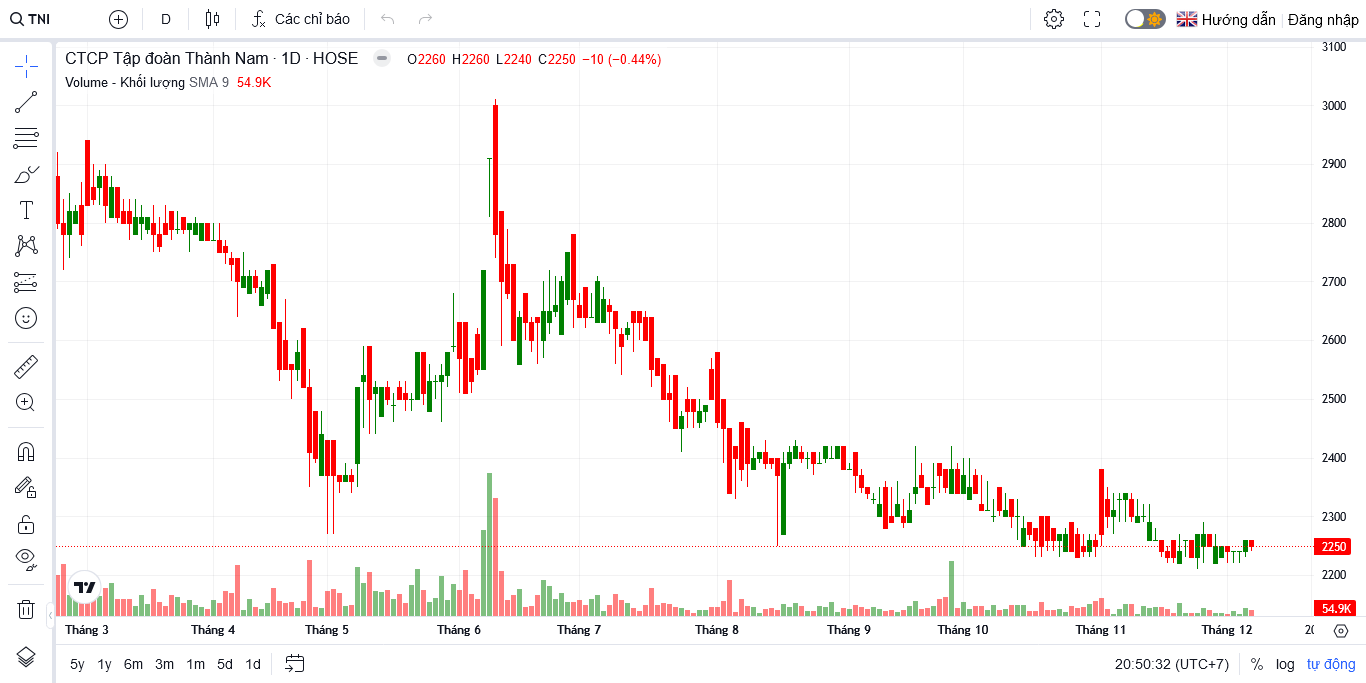 TNI D Các chỉ báo Hướng dẫn Đăng nhập
CTCP Tập đoàn Thành Nam · 1D · HOSE O2260 H2260 L2240 C2250 −10 (−0.44%)
Volume - Khối lượng SMA 9 54.9K
3100
3000
2900
2800
2700
2600
2500
2400
2300
2250
2200
54.9K
Tháng 3 Tháng 4 Tháng 5 Tháng 6 Tháng 7 Tháng 8 Tháng 9 Tháng 10 Tháng 11 Tháng 12
5y 1y 6m 3m 1m 5d 1d 20:50:32 (UTC+7) % log tự động